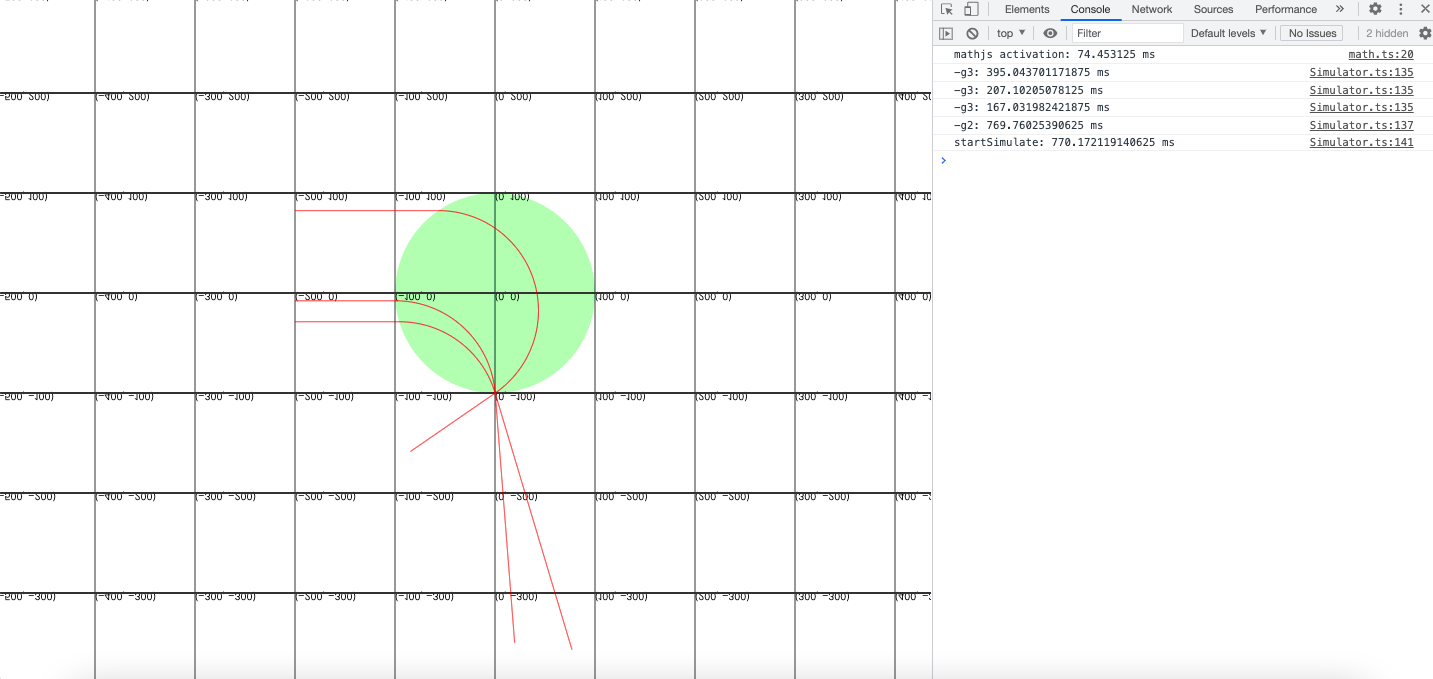 Elements Console Network Sources Performance »
top ▼ Filter Default levels ▼ No Issues 2 hidden
mathjs activation: 74.453125 ms math.ts:20
-g3: 395.043701171875 ms Simulator.ts:135
-g3: 207.10205078125 ms Simulator.ts:135
-g3: 167.031982421875 ms Simulator.ts:135
-g2: 769.76025390625 ms Simulator.ts:137
startSimulate: 770.172119140625 ms Simulator.ts:141
>
-500, 200) (-400, 200) (-300, 200) (-200, 200) (-100, 200) (0, 200) (100, 200) (200, 200) (300, 200) (400, 20
-500, 100) (-400, 100) (-300, 100) (-200, 100) (-100, 100) (0, 100) (100, 100) (200, 100) (300, 100) (400, 10
-500, 0) (-400, 0) (-300, 0) (-200, 0) (-100, 0) (0, 0) (100, 0) (200, 0) (300, 0) (400, 0)
-500, -100) (-400, -100) (-300, -100) (-200, -100) (-100, -100) (0, -100) (100, -100) (200, -100) (300, -100) (400, -1
-500, -200) (-400, -200) (-300, -200) (-200, -200) (-100, -200) (0, -200) (100, -200) (200, -200) (300, -200) (400, -2
-500, -300) (-400, -300) (-300, -300) (-200, -300) (-100, -300) (0, -300) (100, -300) (200, -300) (300, -300) (400, -3